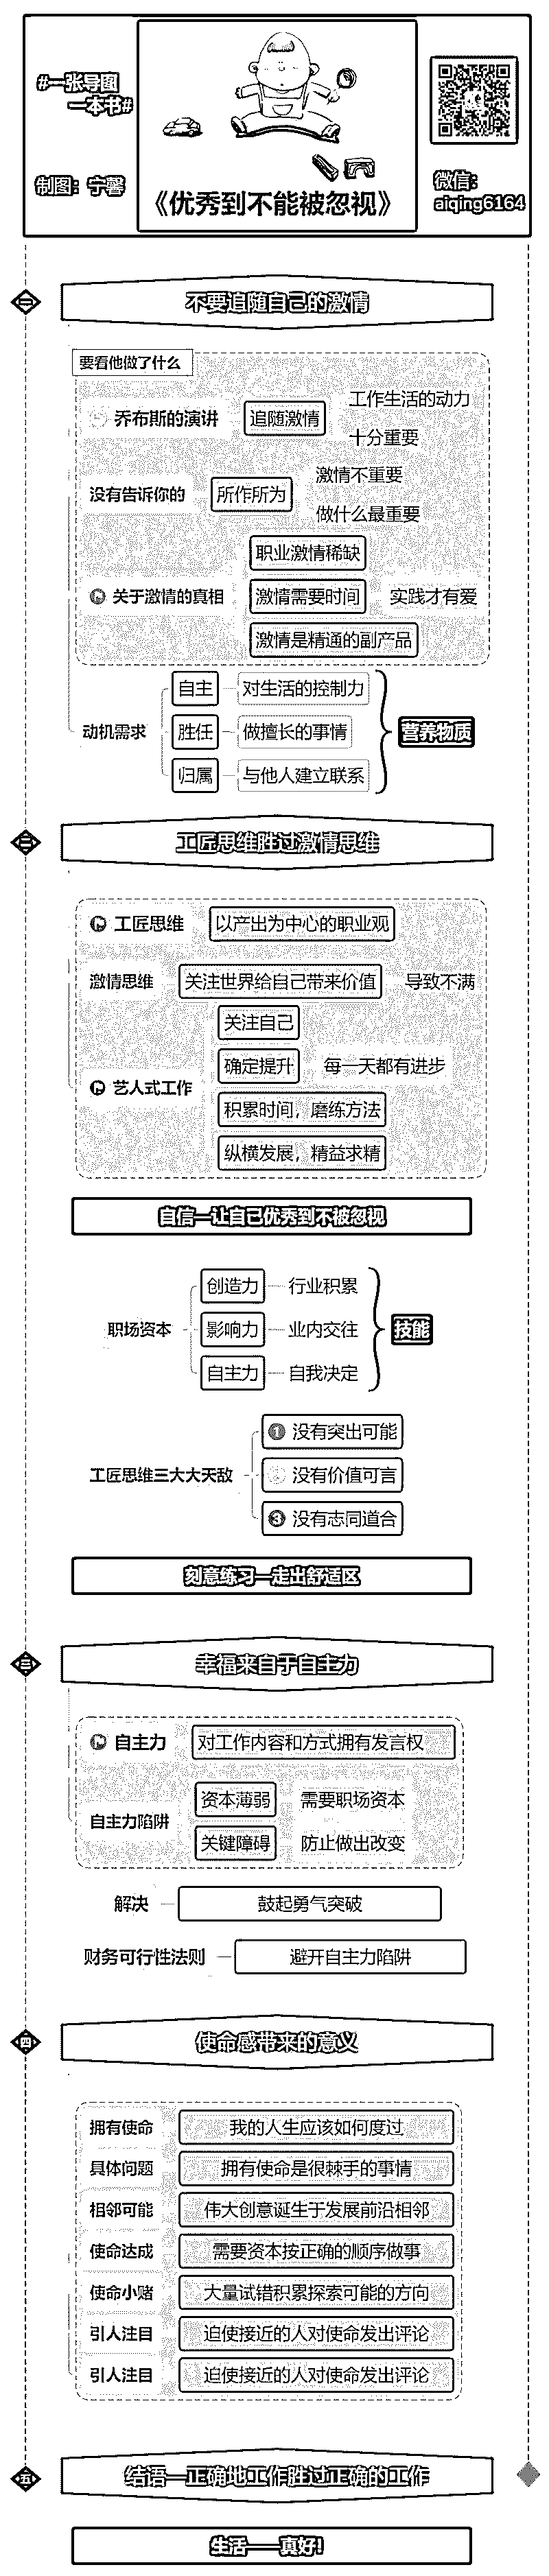 #一张导图
一本书#
制图：宁馨
《优秀到不能被忽视》
微信：
aiqing6164
一
不要追随自己的激情
要看他做了什么
乔布斯的演讲
追随激情
工作生活的动力
十分重要
没有告诉你的
所作所为
激情不重要
做什么最重要
关于激情的真相
职业激情稀缺
激情需要时间
实践才有爱
激情是精通的副产品
动机需求
自主
对生活的控制力
胜任
做擅长的事情
归属
与他人建立联系
营养物质
二
工匠思维胜过激情思维
工匠思维
以产出为中心的职业观
激情思维
关注世界给自己带来价值
导致不满
艺人式工作
关注自己
确定提升
每一天都有进步
积累时间，磨练方法
纵横发展，精益求精
自信—让自己优秀到不被忽视
职场资本
创造力
行业积累
影响力
业内交往
自主力
自我决定
技能
工匠思维三大大天敌
1 没有突出可能
2 没有价值可言
3 没有志同道合
刻意练习—走出舒适区
三
幸福来自于自主力
自主力
对工作内容和方式拥有发言权
自主力陷阱
资本薄弱
需要职场资本
关键障碍
防止做出改变
解决
鼓起勇气突破
财务可行性法则
避开自主力陷阱
四
使命感带来的意义
拥有使命
我的人生应该如何度过
具体问题
拥有使命是很棘手的事情
相邻可能
伟大创意诞生于发展前沿相邻
使命达成
需要资本按正确的顺序做事
使命小赌
大量试错积累探索可能的方向
引人注目
迫使接近的人对使命发出评论
引人注目
迫使接近的人对使命发出评论
五
结语—正确地工作胜过正确的工作
生活——真好！